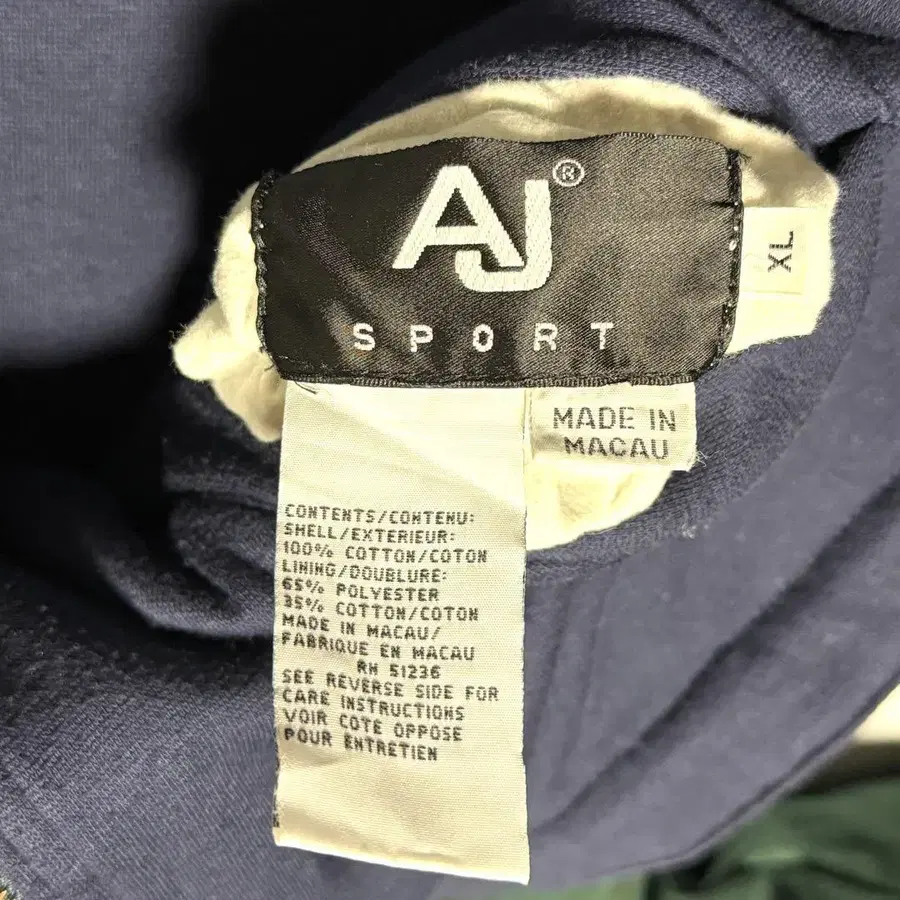 AJ®
SPORT
XL
MADE IN
MACAU
CONTENTS/CONTENU:
SHELL/EXTERIEUR:
100% COTTON/COTON
LINING/DOUBLURE:
65% POLYESTER
35% COTTON/COTON
MADE IN MACAU/
FABRIQUE EN MACAU
RN 51236
SEE REVERSE SIDE FOR
CARE INSTRUCTIONS
VOIR COTE OPPOSE
POUR ENTRETIEN